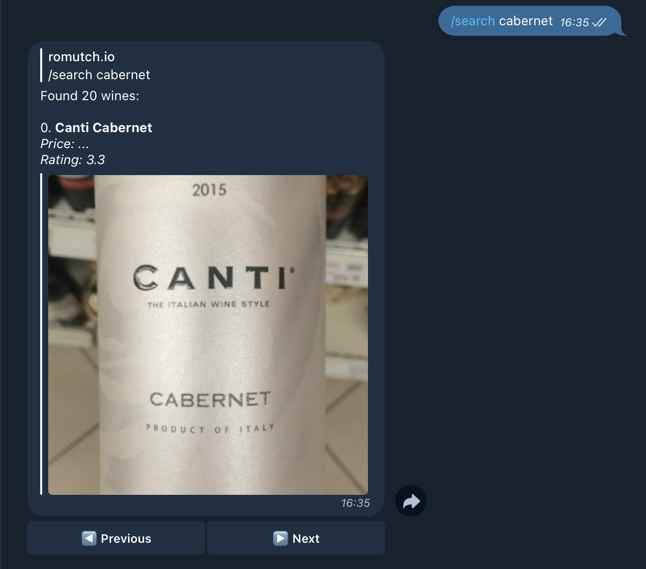 /search cabernet 16:35
romutch.io
/search cabernet
Found 20 wines:
0. Canti Cabernet
Price: ...
Rating: 3.3
2015
CANTI
THE ITALIAN WINE STYLE
CABERNET
PRODUCT OF ITALY
16:35
Previous
Next